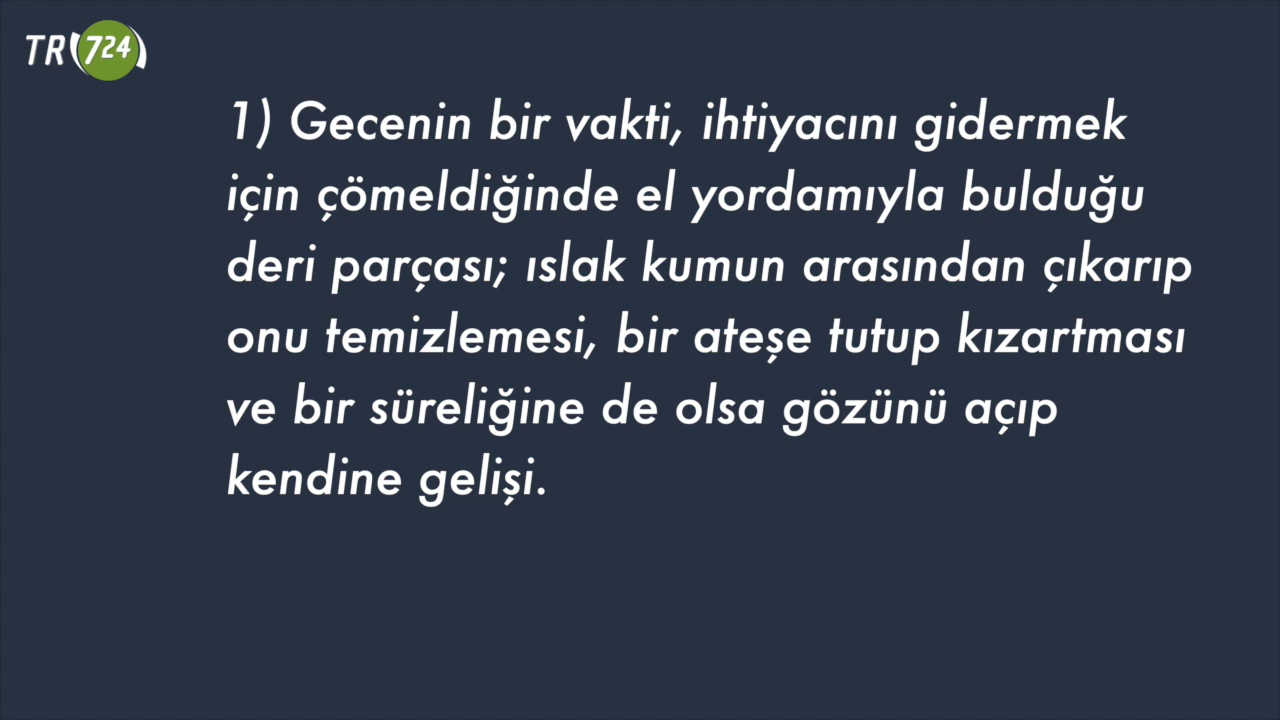 TR 724
1) Gecenin bir vakti, ihtiyacını gidermek
için çömeldiğinde el yordamıyla bulduğu
deri parçası; ıslak kumun arasından çıkarıp
onu temizlemesi, bir ateşe tutup kızartması
ve bir süreliğine de olsa gözünü açıp
kendine gelişi.